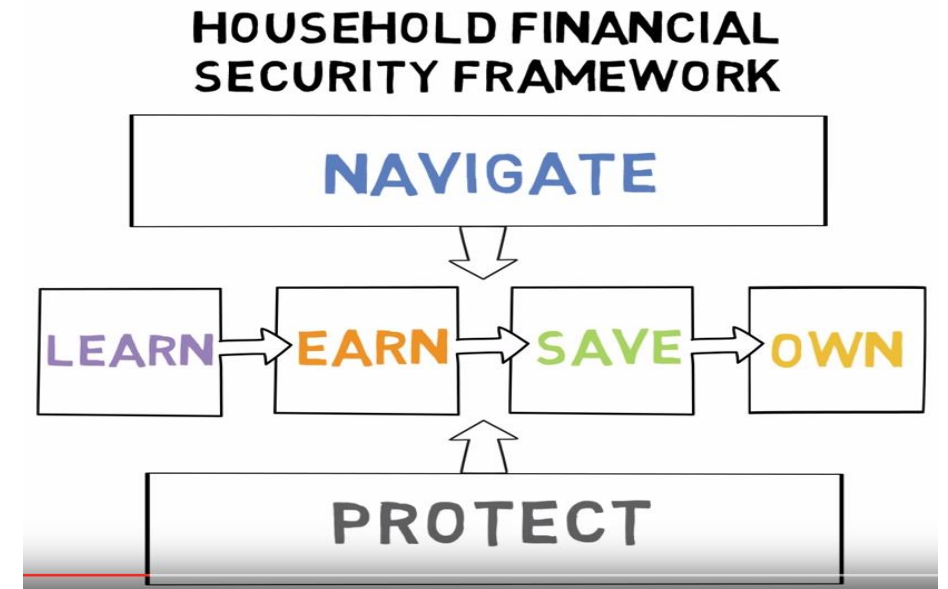 HOUSEHOLD FINANCIAL
SECURITY FRAMEWORK
NAVIGATE
LEARN
EARN
SAVE
OWN
PROTECT